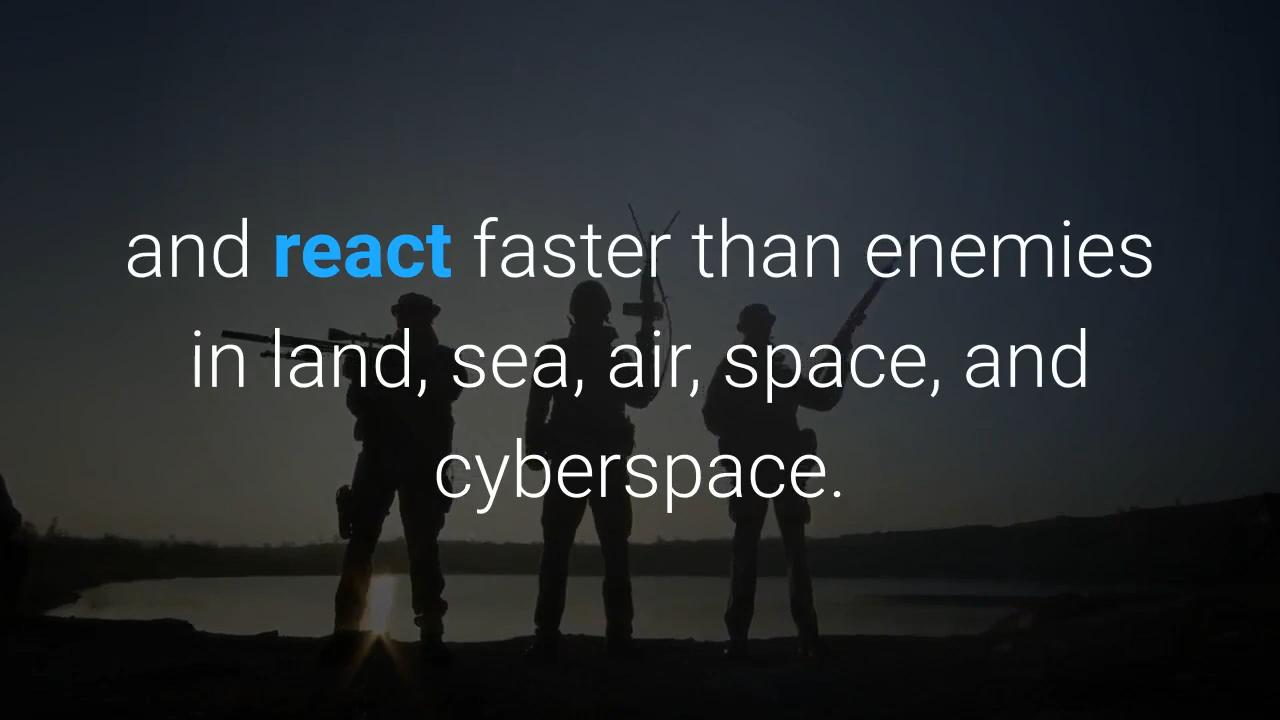 and react faster than enemies
in land, sea, air, space, and
cyberspace.